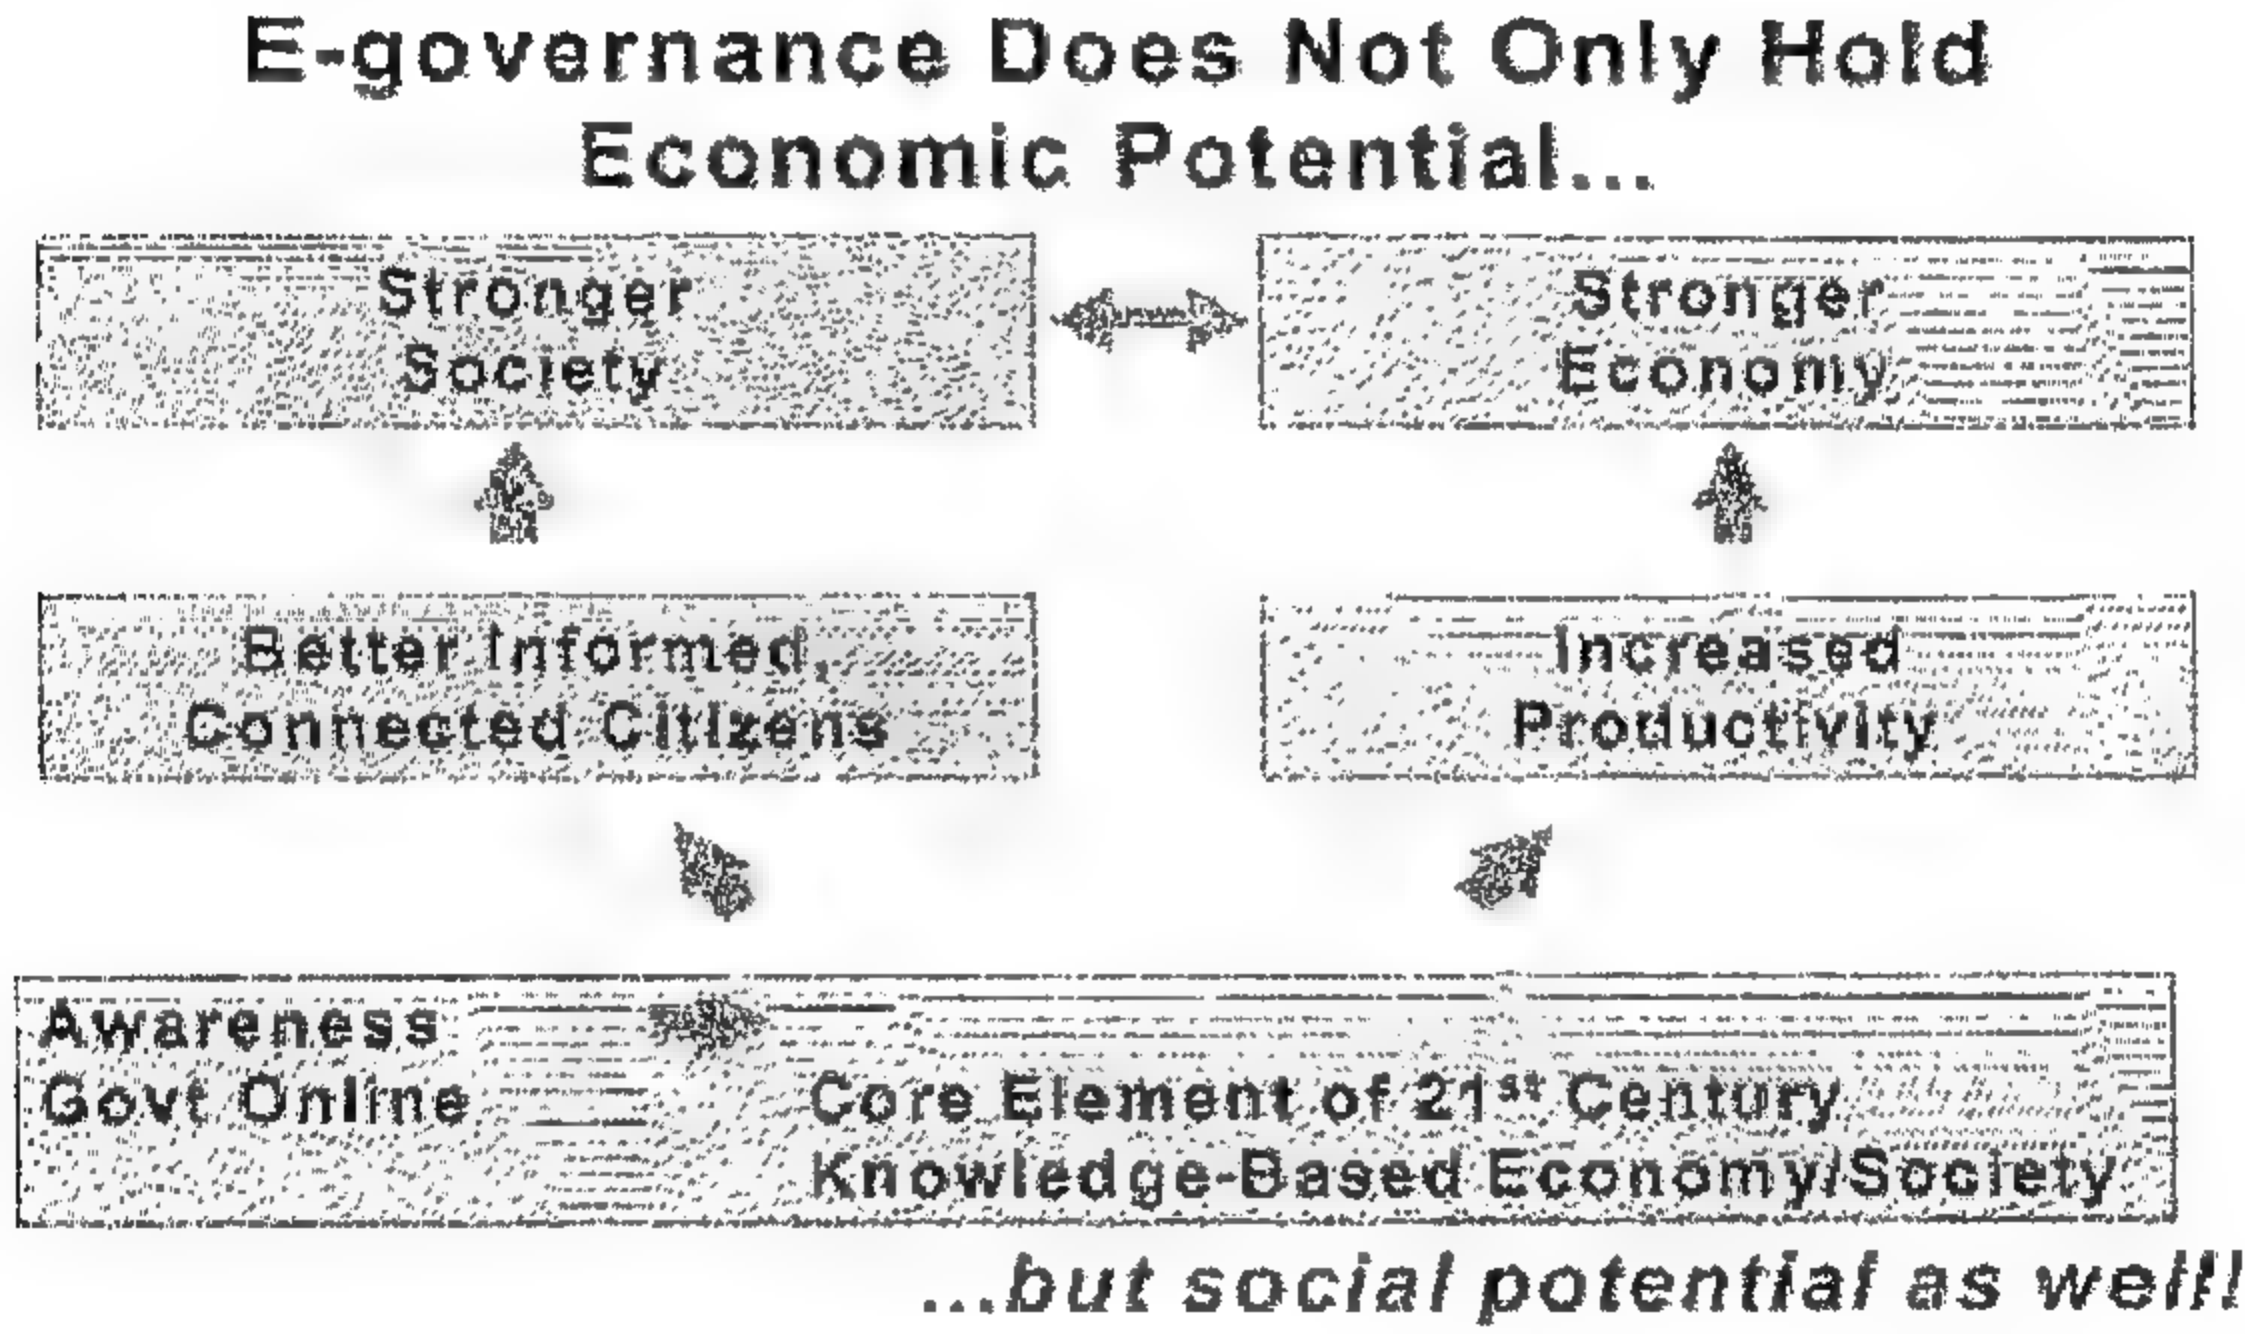 E-governance Does Not Only Hold
Economic Potential...
Stronger
Society
Stronger
Economy
Better Informed,
Connected Citizens
Increased
Productivity
Awareness
Govt Online
Core Element of 21st Century
Knowledge-Based Economy/Society
...but social potential as well!